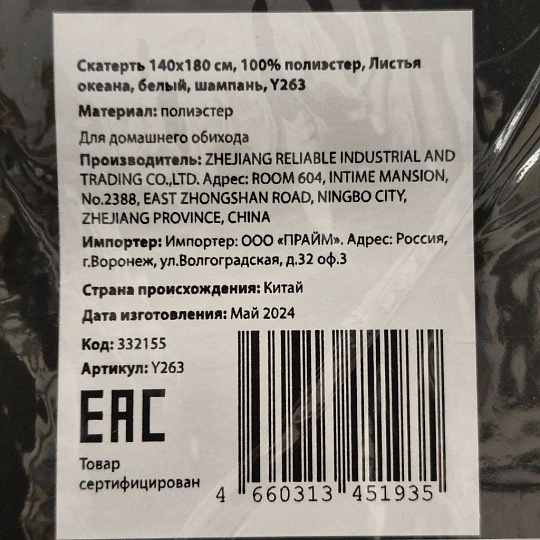 Скатерть 140х180 см, 100% полиэстер, Листья
океана, белый, шампань, Y263
Материал: полиэстер
Для домашнего обихода
Производитель: ZHEJIANG RELIABLE INDUSTRIAL AND
TRADING CO.,LTD. Адрес: ROOM 604, INTIME MANSION,
No.2388, EAST ZHONGSHAN ROAD, NINGBO CITY,
ZHEJIANG PROVINCE, CHINA
Импортер: Импортер: ООО «ПРАЙМ». Адрес: Россия,
г.Воронеж, ул.Волгоградская, д.32 оф.3
Страна происхождения: Китай
Дата изготовления: Май 2024
Код: 332155
Артикул: Y263
EAC
Товар
сертифицирован
4 660313 451935